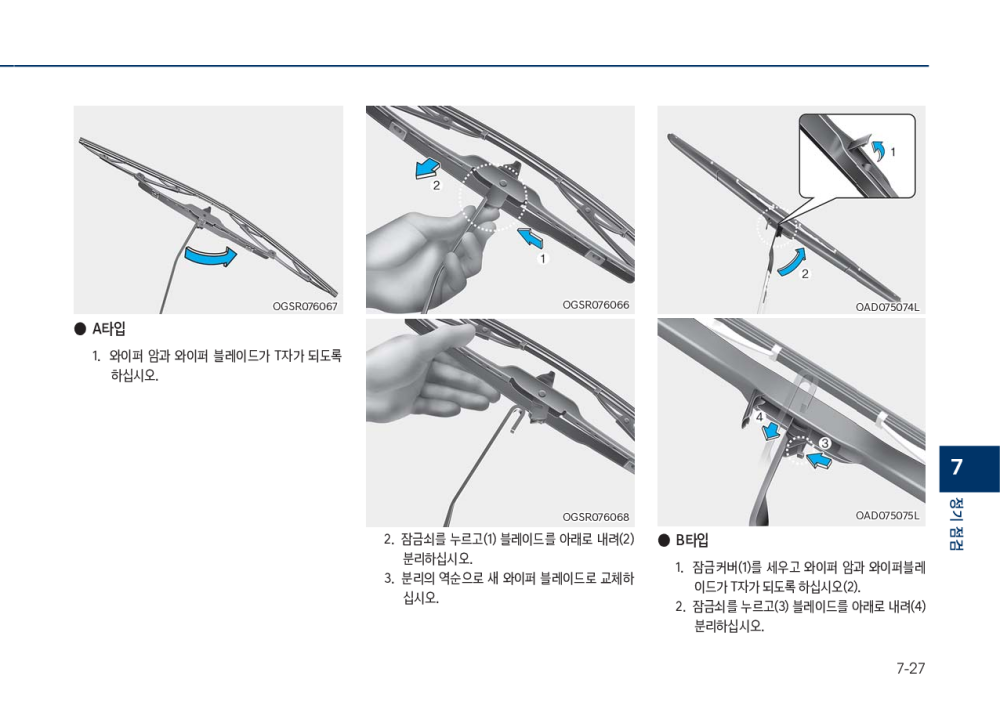 2
1
OGSR076067
OGSR076066
1
2
OAD075074L
● A타입
1. 와이퍼 암과 와이퍼 블레이드가 T자가 되도록
하십시오.
OGSR076068
2. 잠금쇠를 누르고(1) 블레이드를 아래로 내려(2)
분리하십시오.
3. 분리의 역순으로 새 와이퍼 블레이드로 교체하
십시오.
4
3
OAD075075L
● B타입
1. 잠금커버(1)를 세우고 와이퍼 암과 와이퍼블레
이드가 T자가 되도록 하십시오(2).
2. 잠금쇠를 누르고(3) 블레이드를 아래로 내려(4)
분리하십시오.
7
정기 점검
7-27